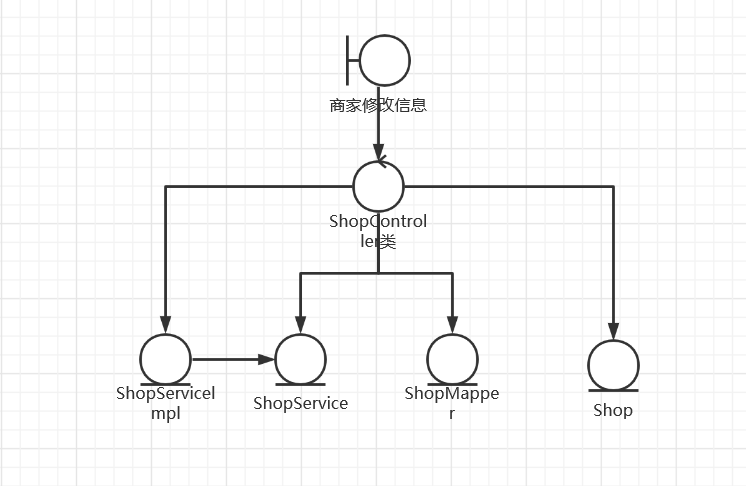 商家修改信息
ShopControl
ler类
ShopServiceI
mpl
ShopService
ShopMappe
r
Shop